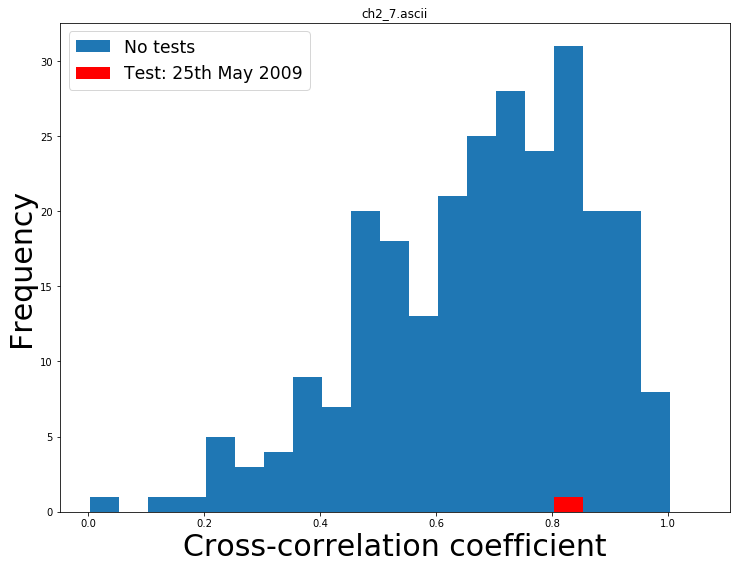 ch2_7.ascii
No tests
Test: 25th May 2009
Frequency
30
25
20
15
10
5
0
0.0 0.2 0.4 0.6 0.8 1.0
Cross-correlation coefficient